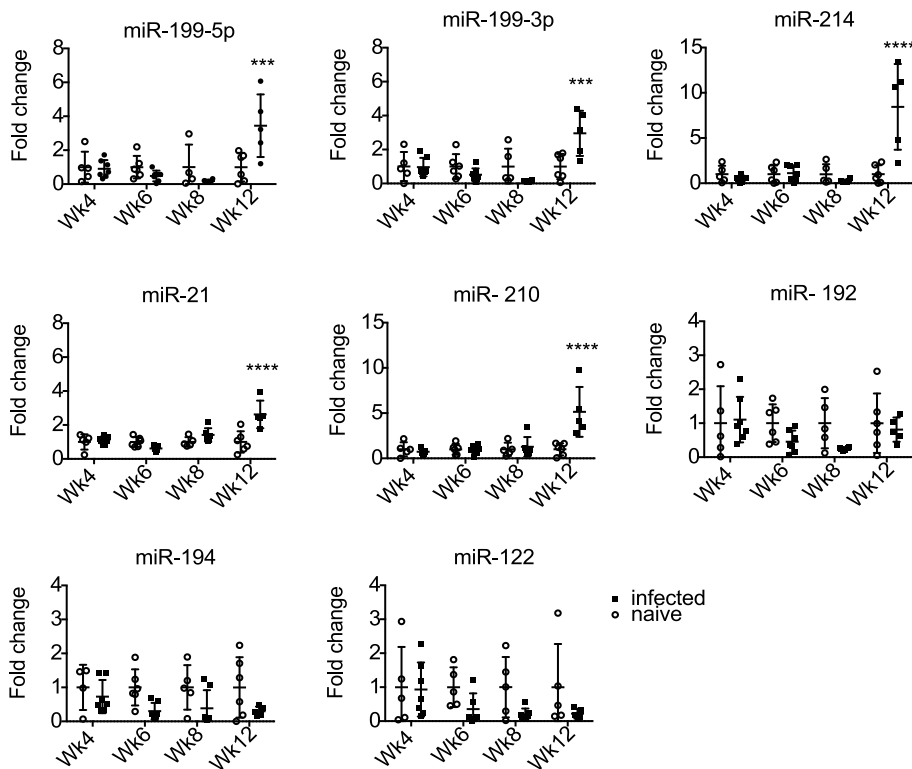 miR-199-5p
Fold change
8
6
4
2
0
***
Wk4
Wk6
Wk8
Wk12
miR-199-3p
Fold change
8
6
4
2
0
***
Wk4
Wk6
Wk8
Wk12
miR-214
Fold change
15
10
5
0
****
Wk4
Wk6
Wk8
Wk12
miR-21
Fold change
8
6
4
2
0
****
Wk4
Wk6
Wk8
Wk12
miR- 210
Fold change
15
10
5
0
****
Wk4
Wk6
Wk8
Wk12
miR- 192
Fold change
4
3
2
1
0
Wk4
Wk6
Wk8
Wk12
miR-194
Fold change
4
3
2
1
0
Wk4
Wk6
Wk8
Wk12
miR-122
Fold change
4
3
2
1
0
Wk4
Wk6
Wk8
Wk12
infected
naive